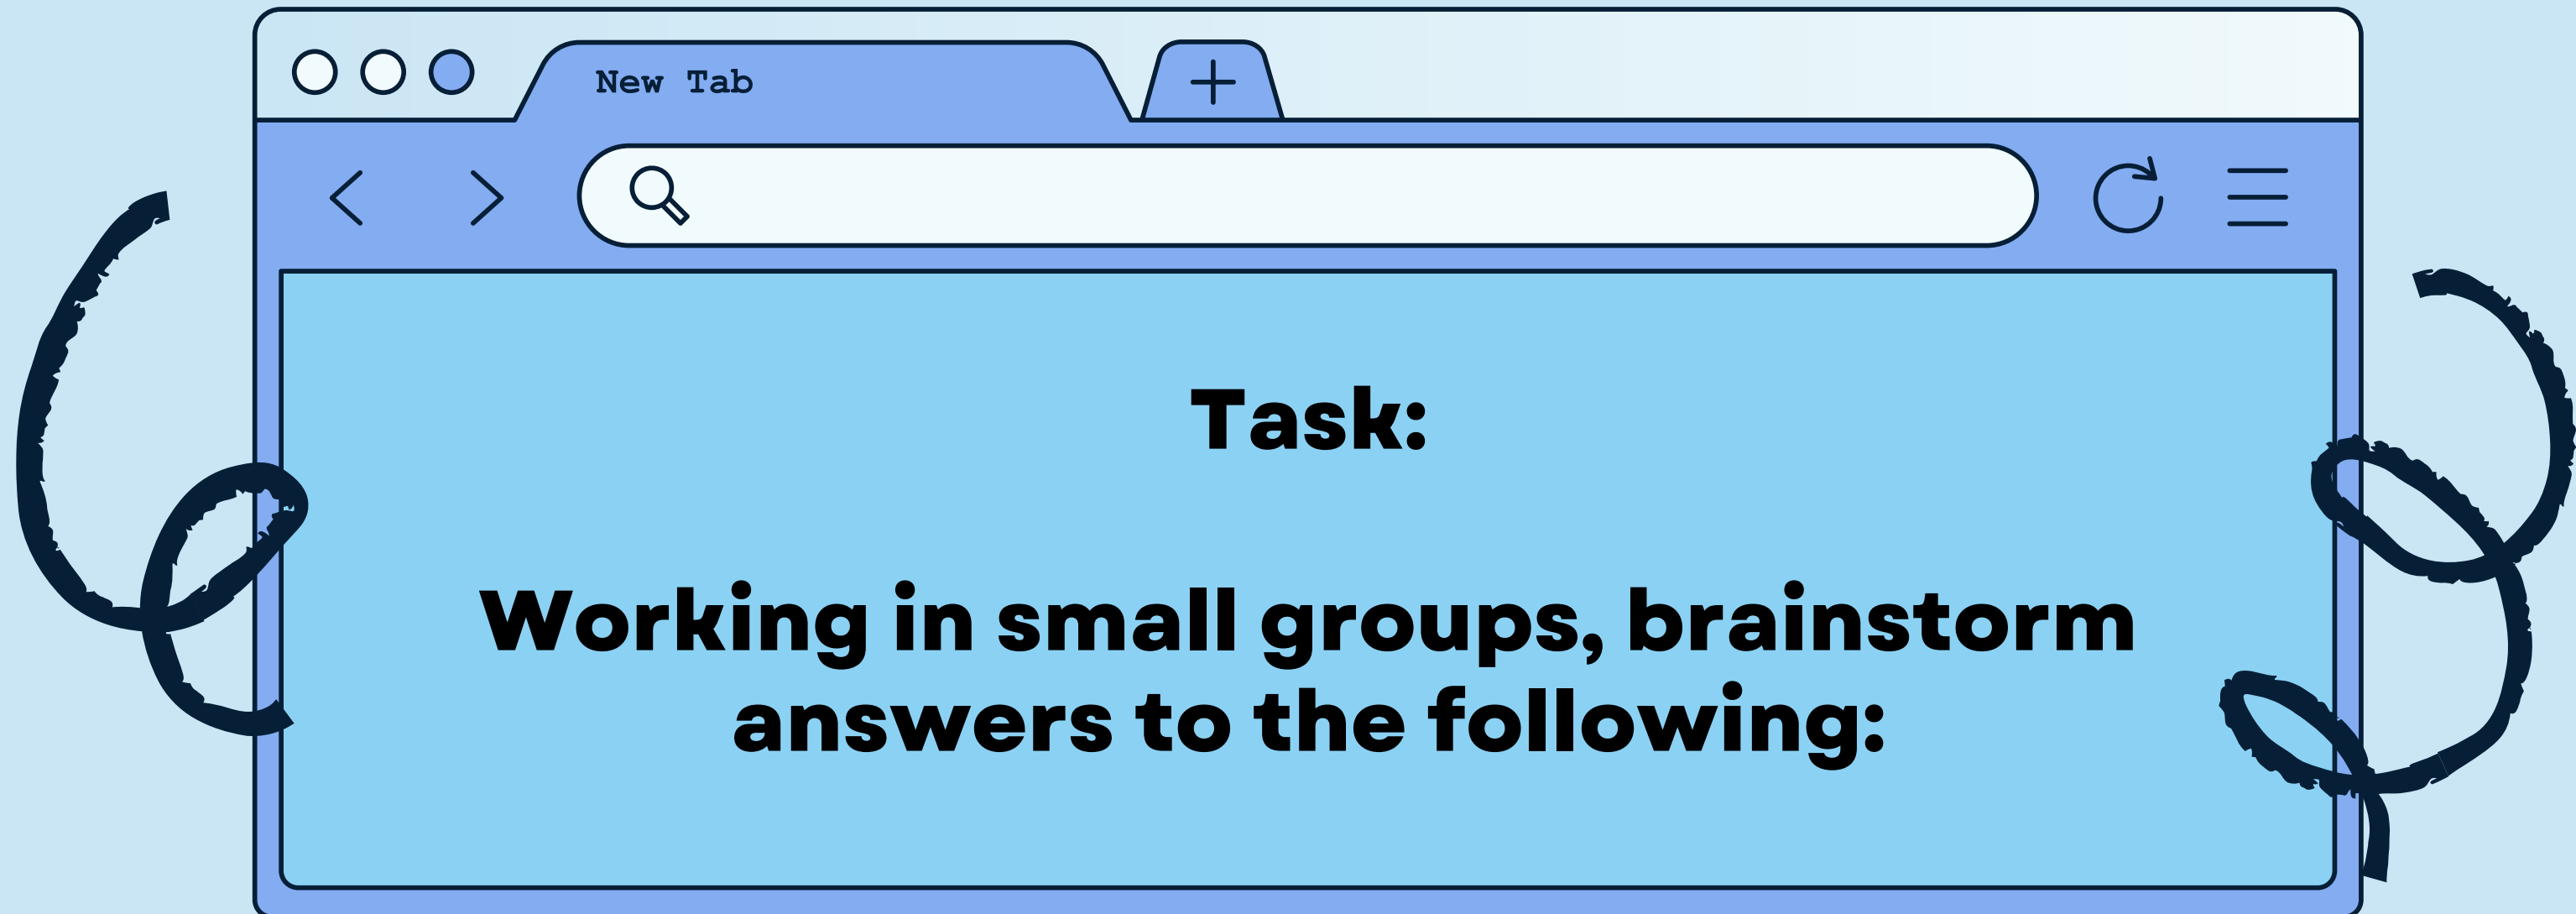 New Tab
Task:
Working in small groups, brainstorm
answers to the following: